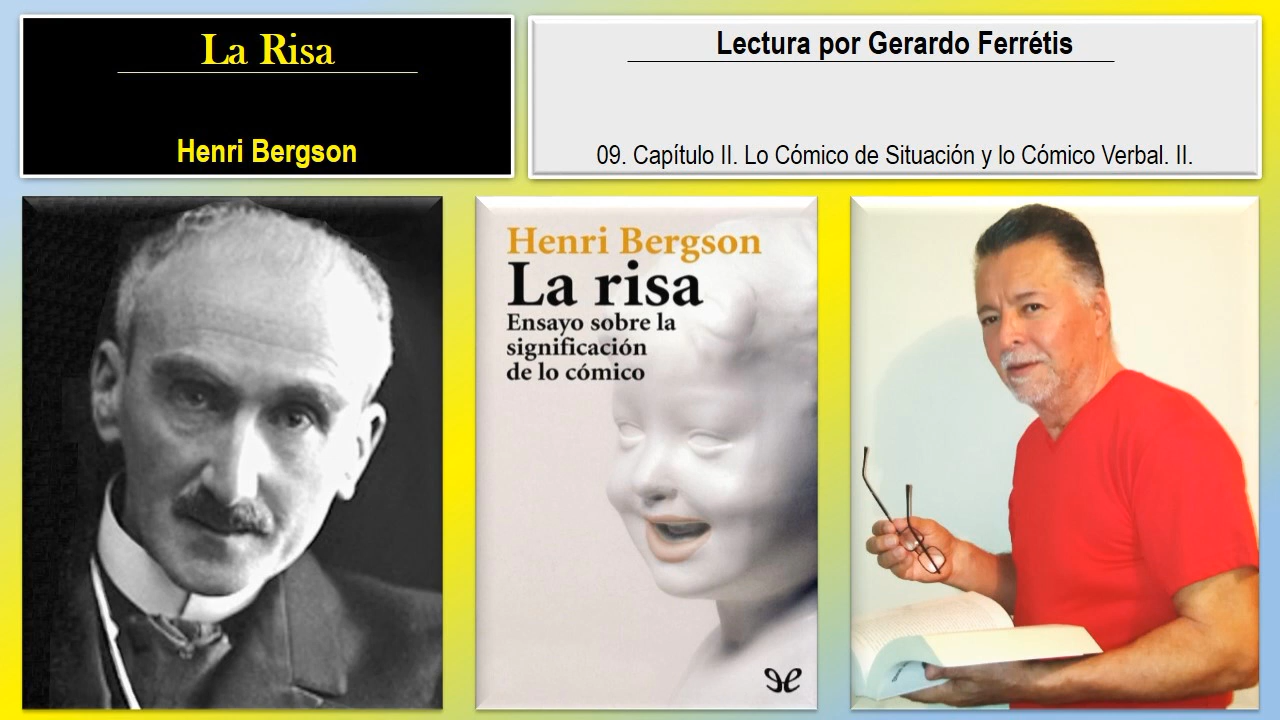 La Risa
Henri Bergson
Lectura por Gerardo Ferrétis
09. Capítulo II. Lo Cómico de Situación y lo Cómico Verbal. II.
Henri Bergson
La risa
Ensayo sobre la
significación
de lo cómico